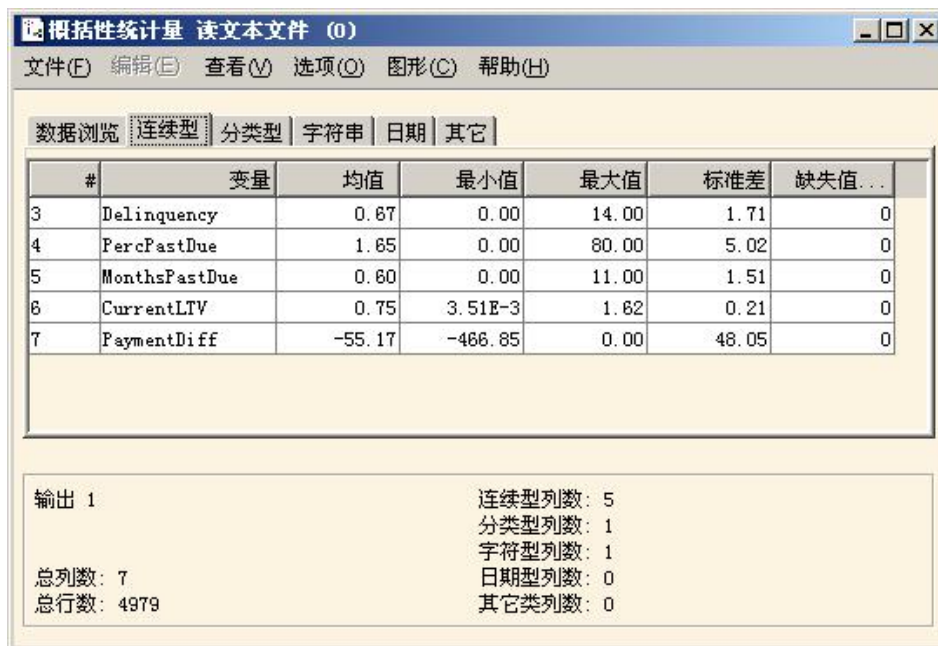 概括性统计量 读文本文件 (0)
文件(F) 编辑(E) 查看(V) 选项(O) 图形(C) 帮助(H)
数据浏览 连续型 分类型 字符串 日期 其它
# 变量 均值 最小值 最大值 标准差 缺失值...
3 Delinquency 0.67 0.00 14.00 1.71 0
4 PercPastDue 1.65 0.00 80.00 5.02 0
5 MonthsPastDue 0.60 0.00 11.00 1.51 0
6 CurrentLTV 0.75 3.51E-3 1.62 0.21 0
7 PaymentDiff -55.17 -466.85 0.00 48.05 0
输出 1 连续型列数: 5
分类型列数: 1
字符型列数: 1
总列数: 7 日期型列数: 0
总行数: 4979 其它类列数: 0